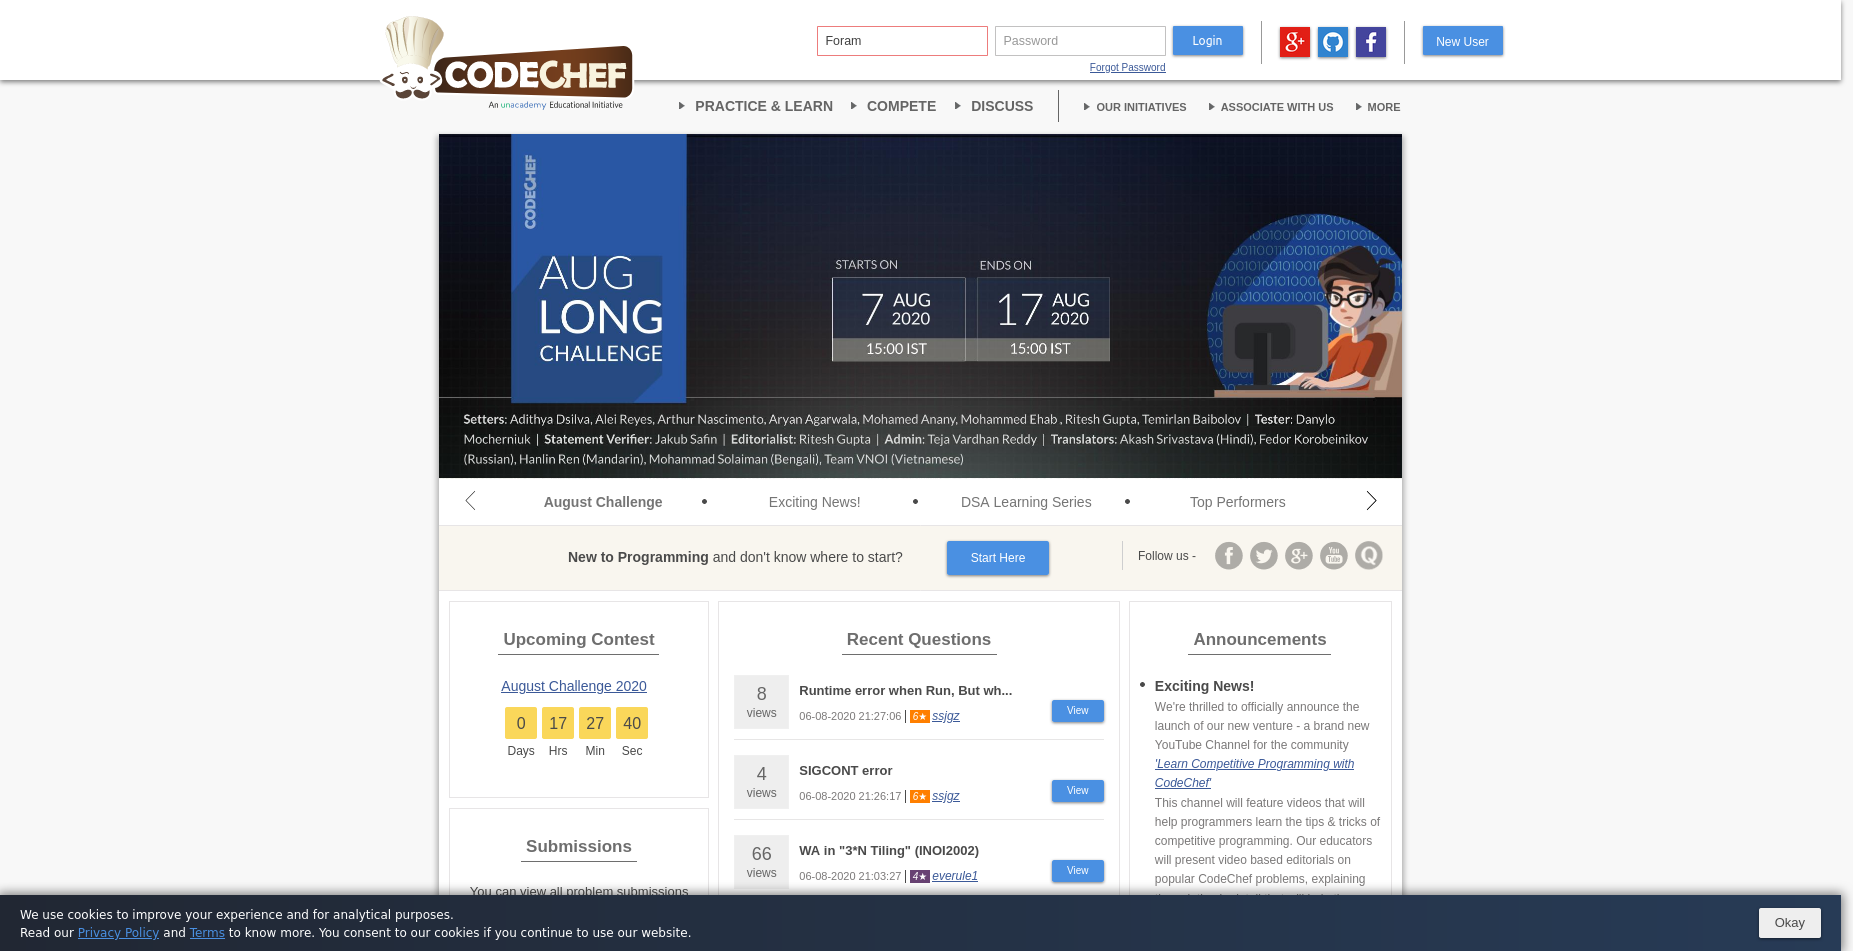 Foram
Password
Login
New User
Forgot Password
CODECHEF
An unacademy Educational Initiative
PRACTICE & LEARN
COMPETE
DISCUSS
OUR INITIATIVES
ASSOCIATE WITH US
MORE
CODECHEF
AUG
LONG
CHALLENGE
STARTS ON
7 AUG
2020
15:00 IST
ENDS ON
17 AUG
2020
15:00 IST
Setters: Adithya Dsilva, Alei Reyes, Arthur Nascimento, Aryan Agarwala, Mohamed Anany, Mohammed Ehab , Ritesh Gupta, Temirlan Baibolov | Tester: Danylo
Mocherniuk | Statement Verifier: Jakub Safin | Editorialist: Ritesh Gupta | Admin: Teja Vardhan Reddy | Translators: Akash Srivastava (Hindi), Fedor Korobeinikov
(Russian), Hanlin Ren (Mandarin), Mohammad Solaiman (Bengali), Team VNOI (Vietnamese)
August Challenge
Exciting News!
DSA Learning Series
Top Performers
New to Programming and don't know where to start?
Start Here
Follow us -
You
Tube
Upcoming Contest
August Challenge 2020
0 17 27 40
Days Hrs Min Sec
Submissions
You can view all problem submissions
Recent Questions
8
views
Runtime error when Run, But wh...
06-08-2020 21:27:06 | 6★ ssjgz
View
4
views
SIGCONT error
06-08-2020 21:26:17 | 6★ ssjgz
View
66
views
WA in "3*N Tiling" (INOI2002)
06-08-2020 21:03:27 | 4★ everule1
View
Announcements
Exciting News!
We're thrilled to officially announce the
launch of our new venture - a brand new
YouTube Channel for the community
'Learn Competitive Programming with
CodeChef'
This channel will feature videos that will
help programmers learn the tips & tricks of
competitive programming. Our educators
will present video based editorials on
popular CodeChef problems, explaining
We use cookies to improve your experience and for analytical purposes.
Read our Privacy Policy and Terms to know more. You consent to our cookies if you continue to use our website.
Okay